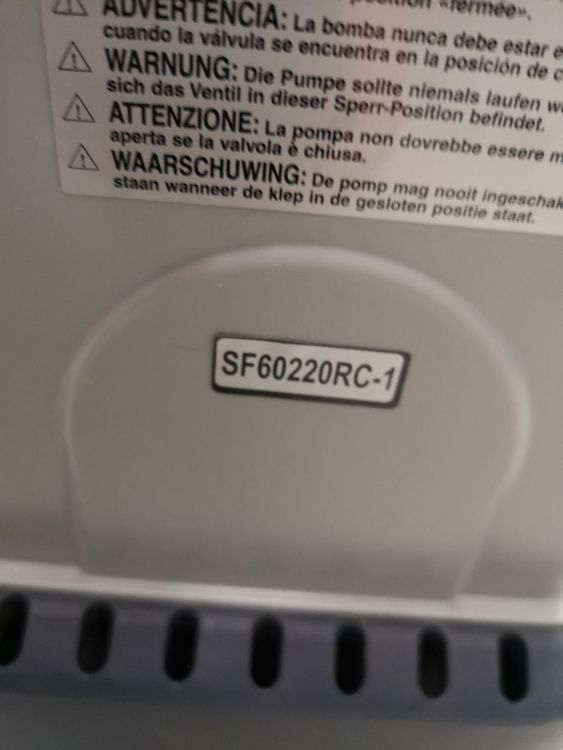 position «fermée».
ADVERTENCIA: La bomba nunca debe estar
cuando la válvula se encuentra en la posición de
WARNUNG: Die Pumpe sollte niemals laufen
sich das Ventil in dieser Sperr-Position befindet.
ATTENZIONE: La pompa non dovrebbe essere
aperta se la valvola è chiusa.
WAARSCHUWING: De pomp mag nooit ingeschak
staan wanneer de klep in de gesloten positie staat.
SF60220RC-1